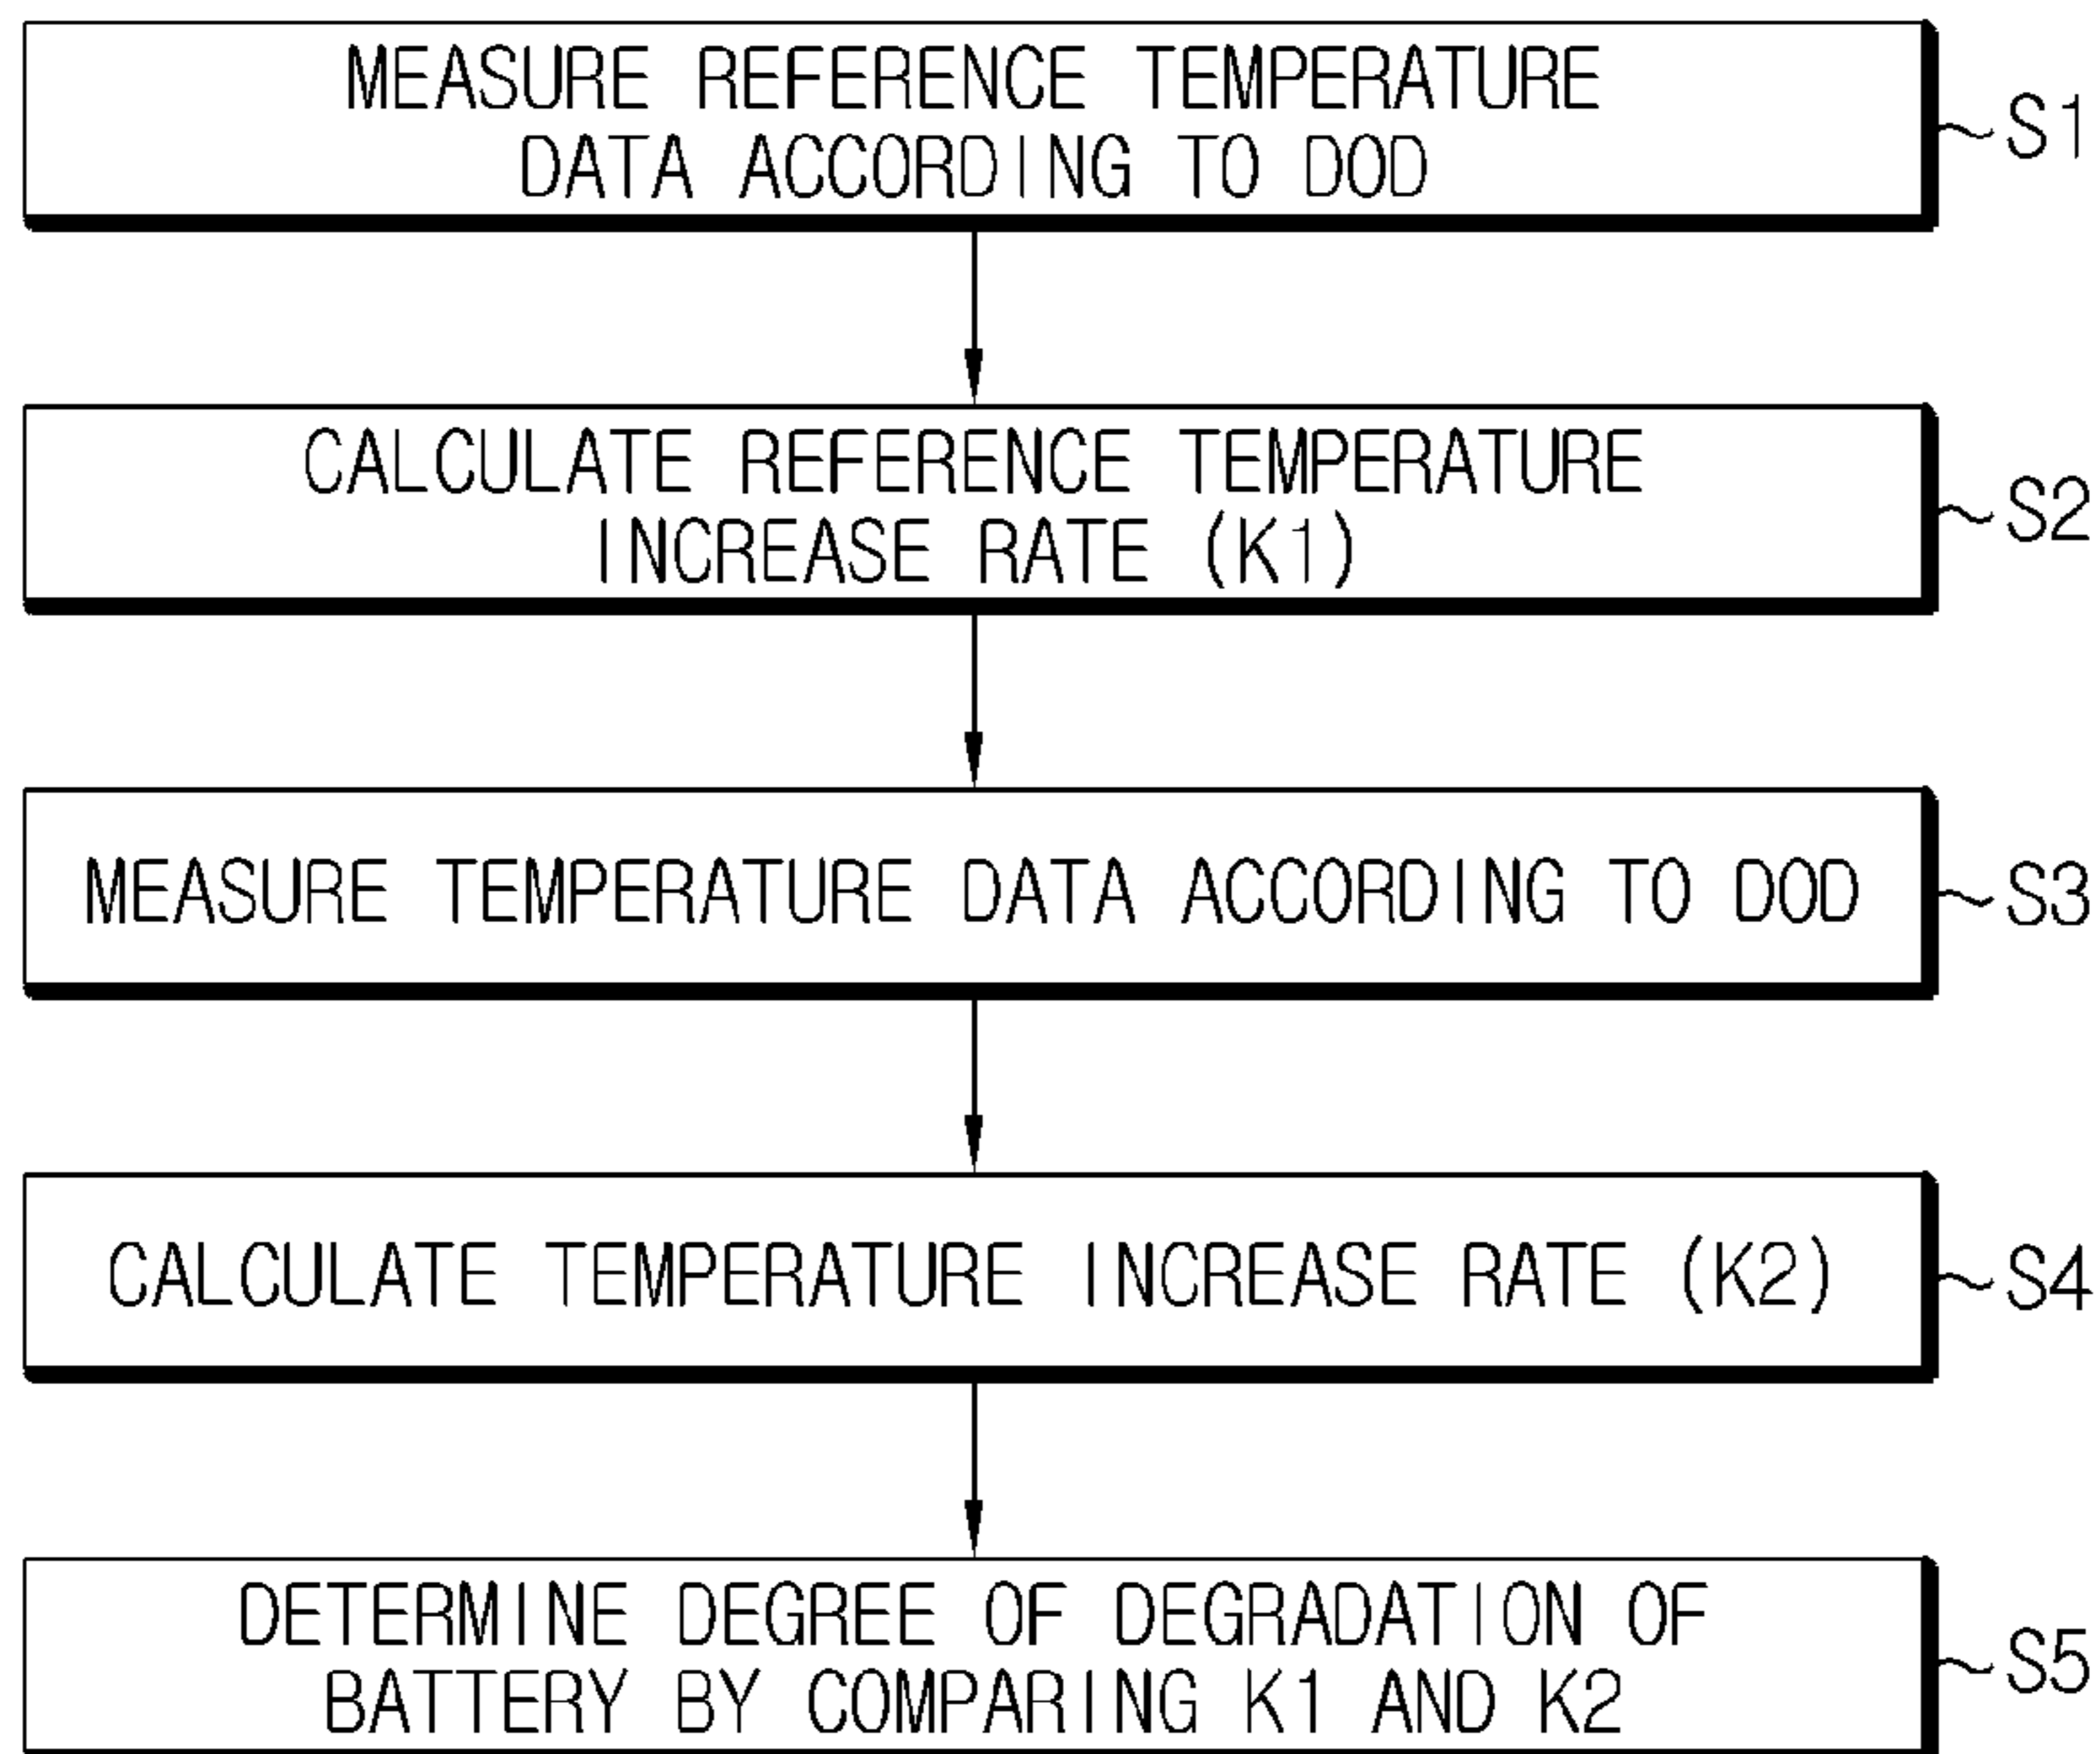 MEASURE REFERENCE TEMPERATURE
DATA ACCORDING TO DOD
S1
CALCULATE REFERENCE TEMPERATURE
INCREASE RATE (K1)
S2
MEASURE TEMPERATURE DATA ACCORDING TO DOD
S3
CALCULATE TEMPERATURE INCREASE RATE (K2)
S4
DETERMINE DEGREE OF DEGRADATION OF
BATTERY BY COMPARING K1 AND K2
S5